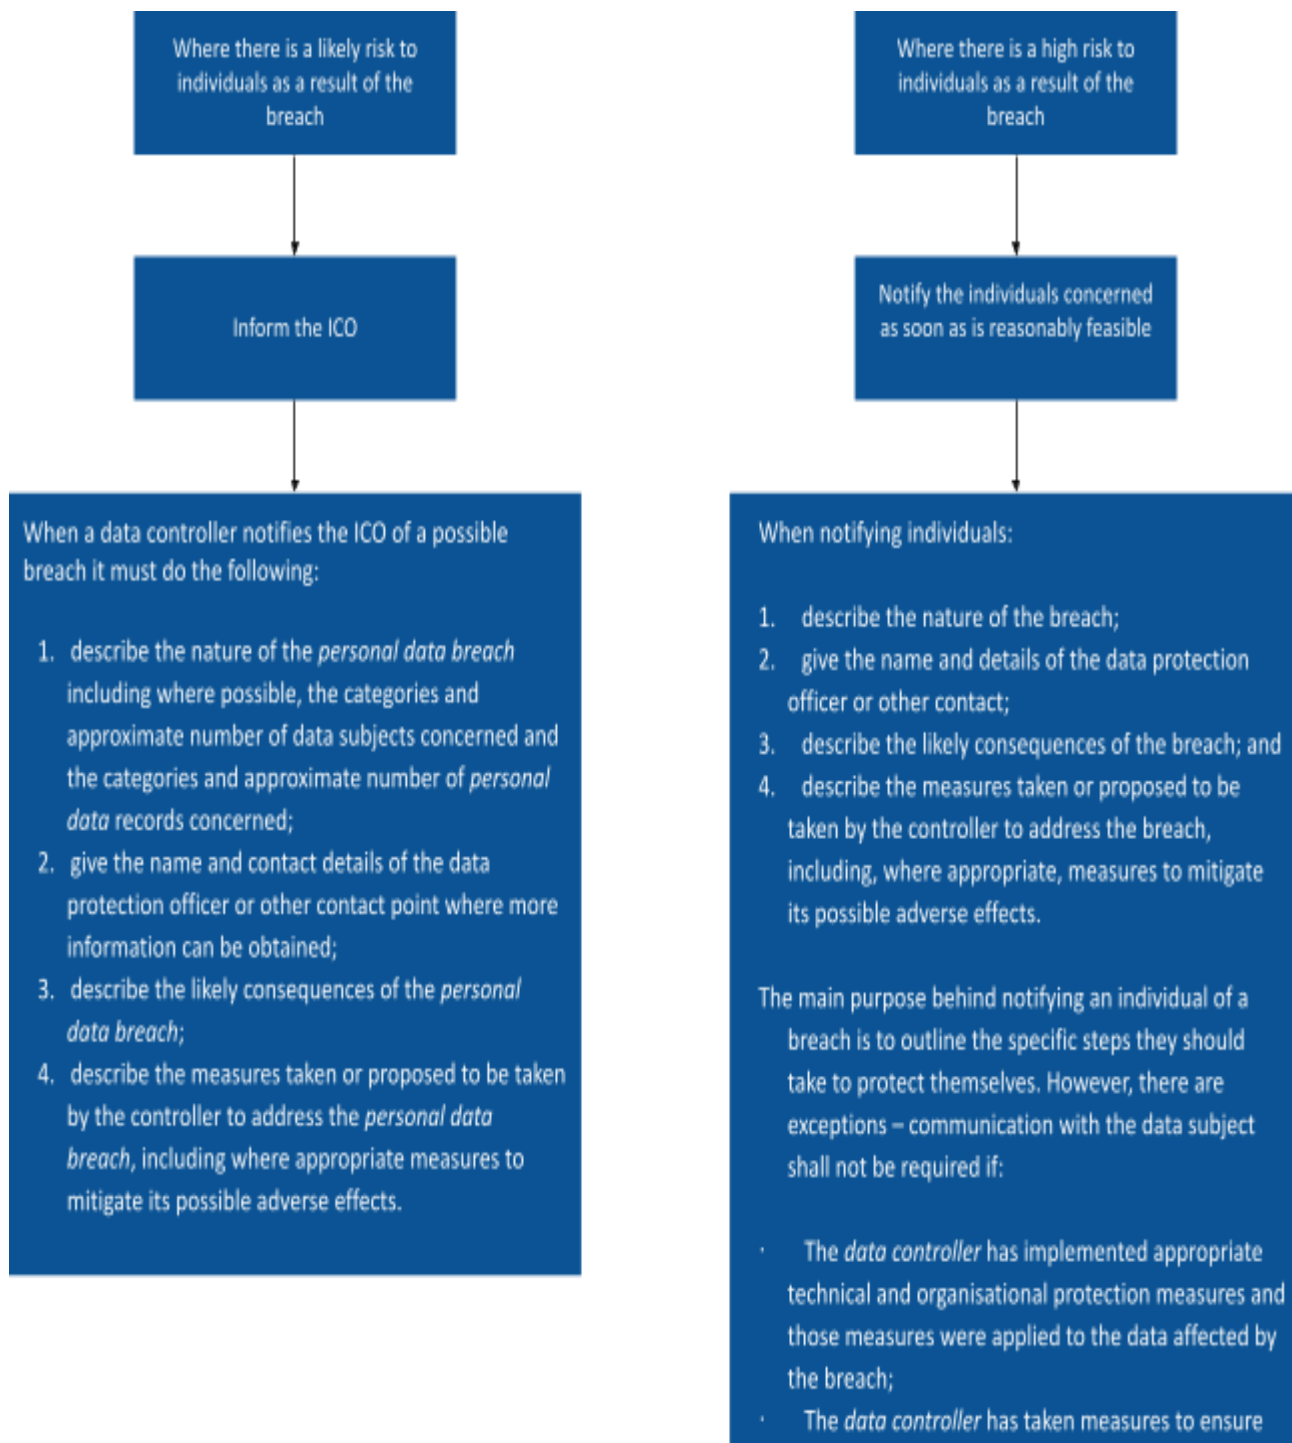 Where there is a likely risk to
individuals as a result of the
breach
Inform the ICO
When a data controller notifies the ICO of a possible
breach it must do the following:
1. describe the nature of the personal data breach
including where possible, the categories and
approximate number of data subjects concerned and
the categories and approximate number of personal
data records concerned;
2. give the name and contact details of the data
protection officer or other contact point where more
information can be obtained;
3. describe the likely consequences of the personal
data breach;
4. describe the measures taken or proposed to be taken
by the controller to address the personal data
breach, including where appropriate measures to
mitigate its possible adverse effects.
Where there is a high risk to
individuals as a result of the
breach
Notify the individuals concerned
as soon as is reasonably feasible
When notifying individuals:
1. describe the nature of the breach;
2. give the name and details of the data protection
officer or other contact;
3. describe the likely consequences of the breach; and
4. describe the measures taken or proposed to be
taken by the controller to address the breach,
including, where appropriate, measures to mitigate
its possible adverse effects.
The main purpose behind notifying an individual of a
breach is to outline the specific steps they should
take to protect themselves. However, there are
exceptions – communication with the data subject
shall not be required if:
· The data controller has implemented appropriate
technical and organisational protection measures and
those measures were applied to the data affected by
the breach;
· The data controller has taken measures to ensure